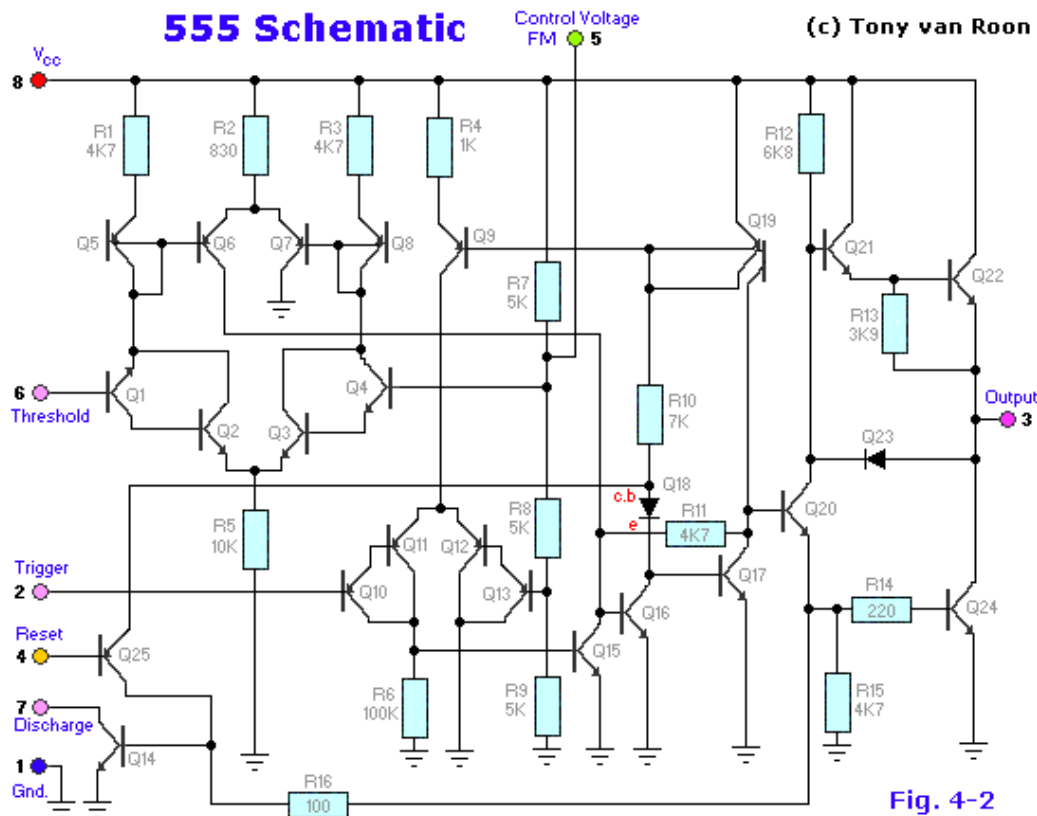 555 Schematic
Control Voltage
FM 5
(c) Tony van Roon
Vcc
8
R1
4K7
R2
830
R3
4K7
R4
1K
R12
6K8
Q5
Q6
Q7
Q8
Q9
Q19
Q21
Q22
R7
5K
R13
3K9
6
Threshold
Q1
Q2
Q3
Q4
R10
7K
Output
3
Q23
Q18
c.b
e
R11
4K7
Q20
R5
10K
Q11
Q12
R8
5K
Trigger
2
Q10
Q13
Q16
Q17
R14
220
Q24
Reset
4
Q25
Q15
R6
100K
R9
5K
R15
4K7
7
Discharge
Q14
1
Gnd.
R16
100
Fig. 4-2